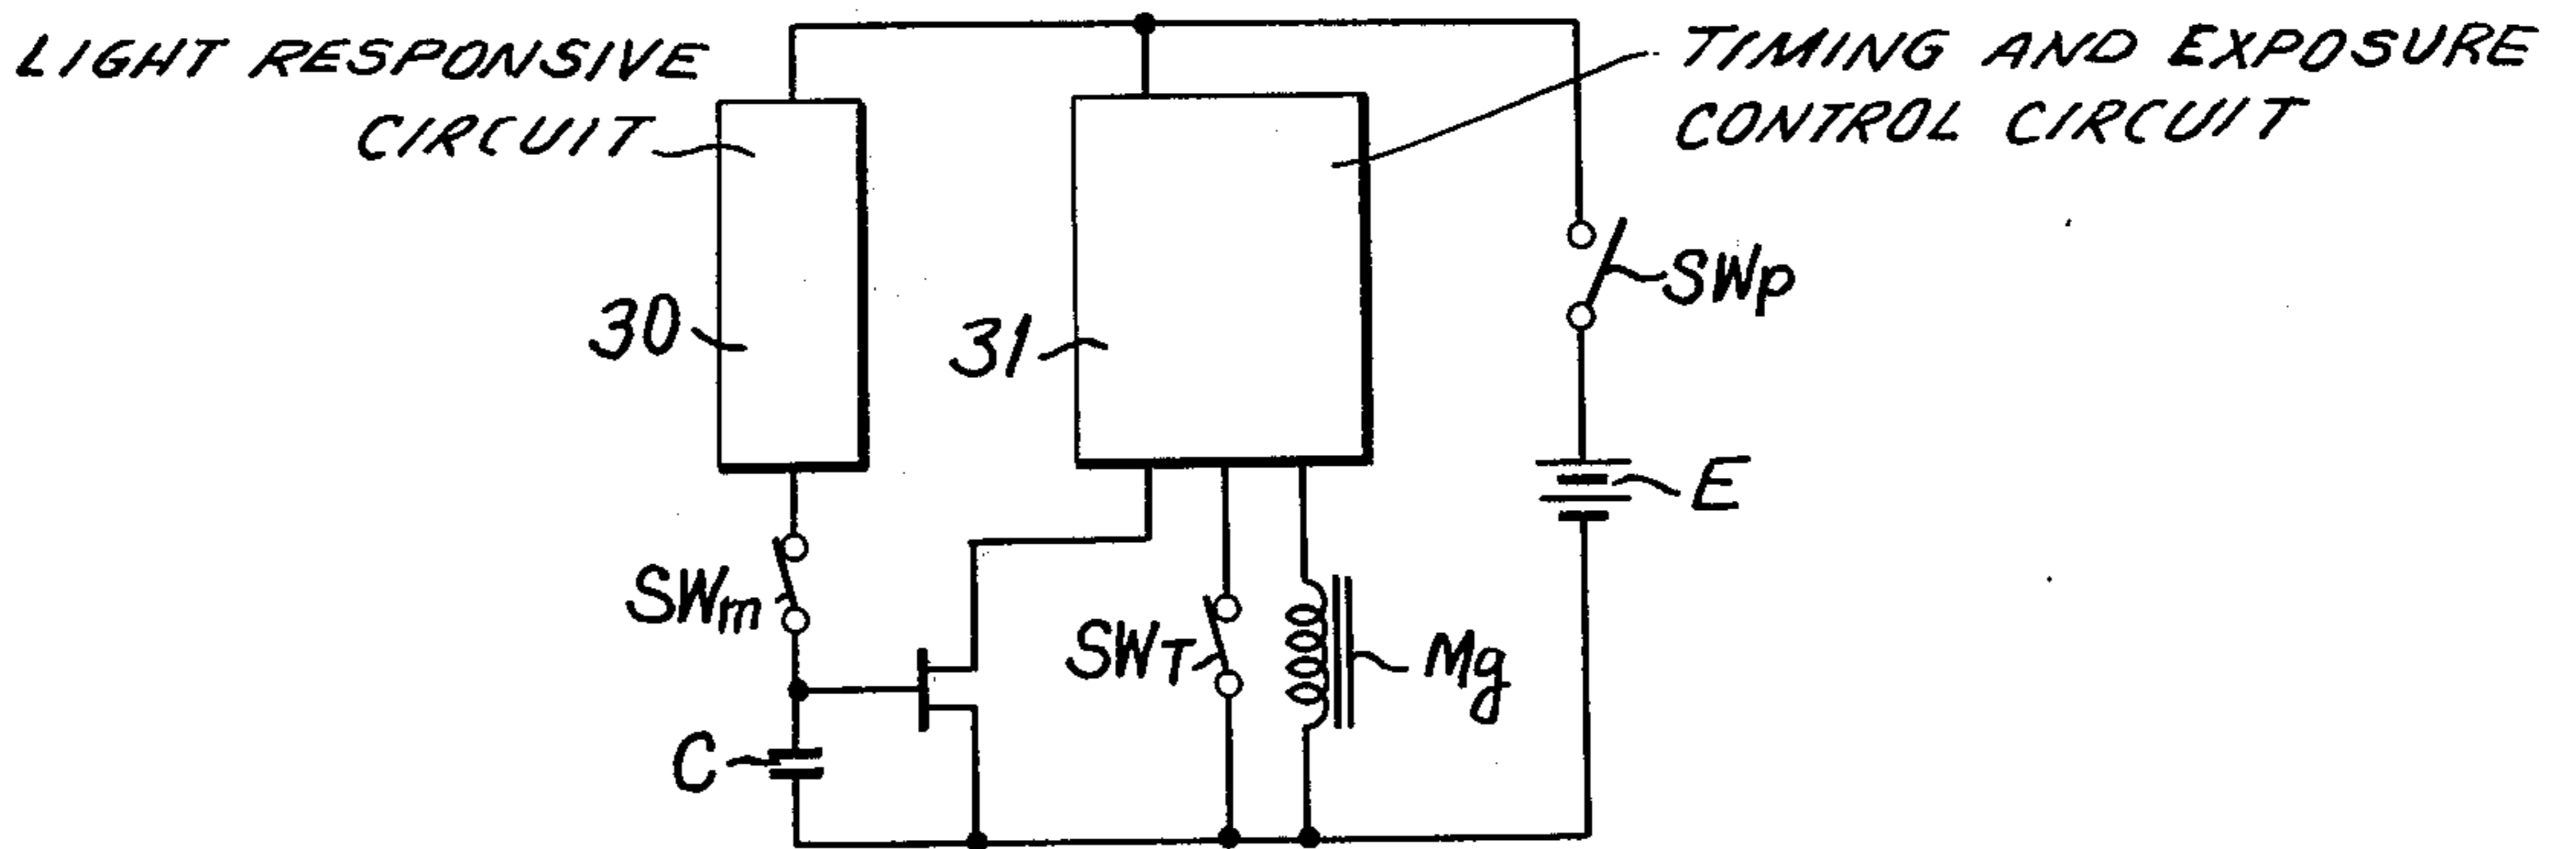 LIGHT RESPONSIVE
CIRCUIT
TIMING AND EXPOSURE
CONTROL CIRCUIT
30
31
SWp
E
SWm
SWT
Mg
C